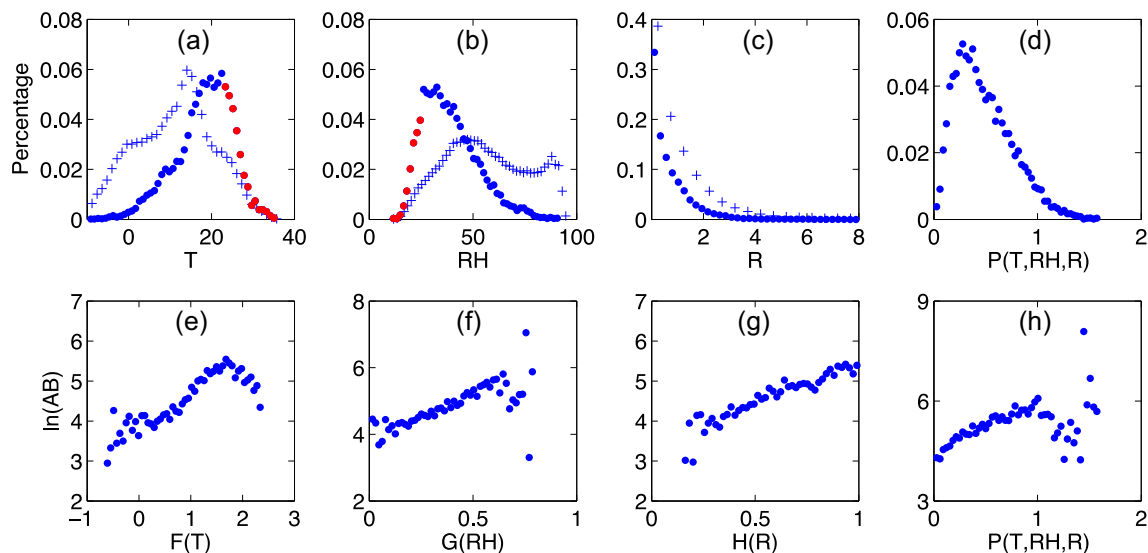 0.08 0.08 0.4 0.06
(a) (b) (c) (d)
0.06 0.06 0.3
0.04
0.04 0.04 0.2
0.02
0.02 0.02 0.1
Percentage
0 0 0 0
0 20 40 0 50 100 2 4 6 8 0 1 2
T RH R P(T,RH,R)
7 8 7 9
(e) (f) (g) (h)
6 6
6
5 5
ln(AB)
4 4 4 6
3 3
2 2 2 3
−1 0 1 2 3 0 0.5 1 0 0.5 1 0 1 2
F(T) G(RH) H(R) P(T,RH,R)